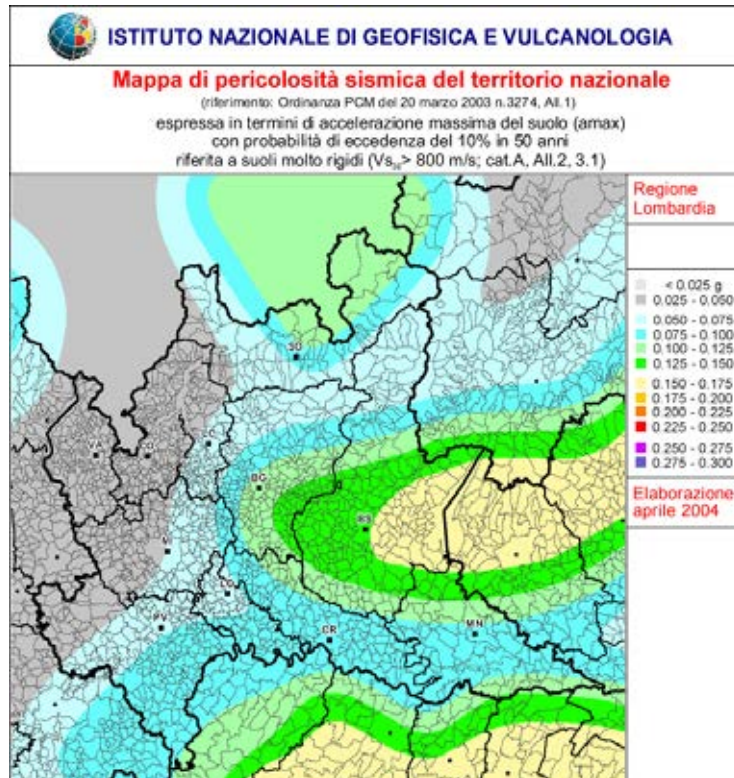 ISTITUTO NAZIONALE DI GEOFISICA E VULCANOLOGIA
Mappa di pericolosità sismica del territorio nazionale
(riferimento: Ordinanza PCM del 20 marzo 2003 n.3274, All.1)
espressa in termini di accelerazione massima del suolo (amax)
con probabilità di eccedenza del 10% in 50 anni
riferita a suoli molto rigidi (Vs₃₀> 800 m/s; cat.A, All.2, 3.1)
Regione
Lombardia
< 0.025 g
0.025 - 0.050
0.050 - 0.075
0.075 - 0.100
0.100 - 0.125
0.125 - 0.150
0.150 - 0.175
0.175 - 0.200
0.200 - 0.225
0.225 - 0.250
0.250 - 0.275
0.275 - 0.300
Elaborazione
aprile 2004
SO
VA
BG
BS
LO
PV
CR
MN